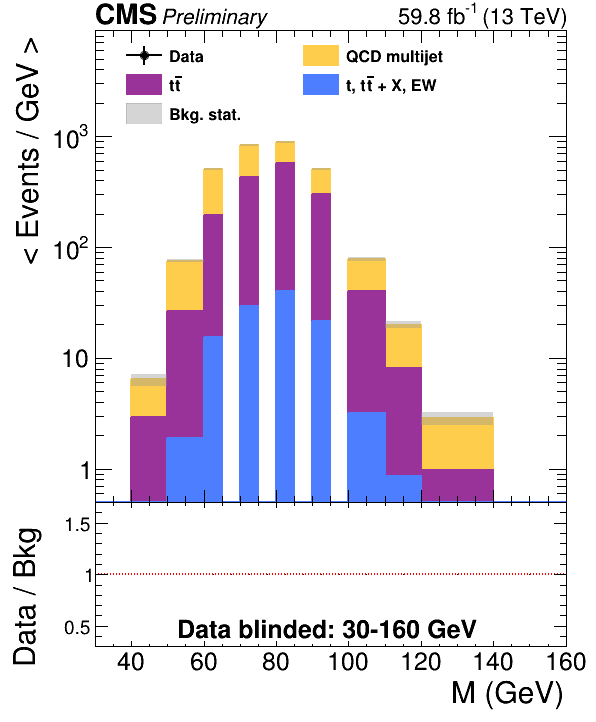 CMS Preliminary 59.8 fb⁻¹ (13 TeV)
Data QCD multijet
tt̄ t, tt̄ + X, EW
Bkg. stat.
< Events / GeV >
10³
10²
10
1
Data / Bkg
1.5
1
0.5
Data blinded: 30-160 GeV
40 60 80 100 120 140 160
M (GeV)